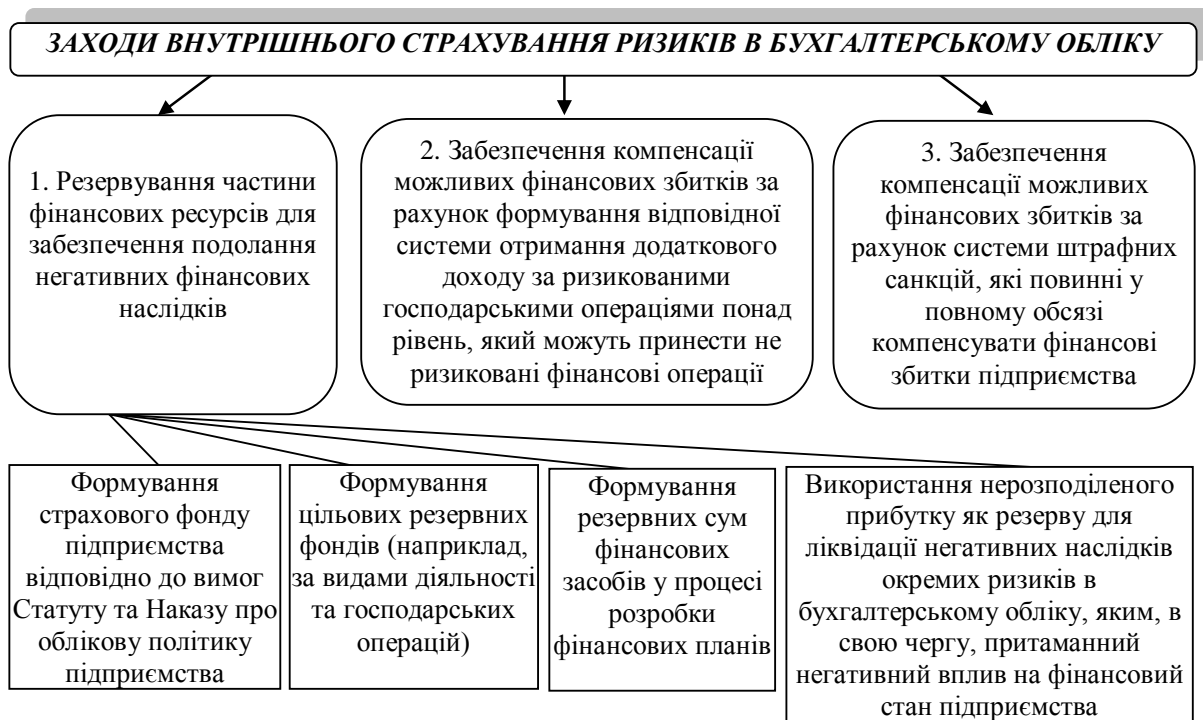 ЗАХОДИ ВНУТРІШНЬОГО СТРАХУВАННЯ РИЗИКІВ В БУХГАЛТЕРСЬКОМУ ОБЛІКУ
1. Резервування частини
фінансових ресурсів для
забезпечення подолання
негативних фінансових
наслідків
2. Забезпечення компенсації
можливих фінансових збитків за
рахунок формування відповідної
системи отримання додаткового
доходу за ризикованими
господарськими операціями понад
рівень, який можуть принести не
ризиковані фінансові операції
3. Забезпечення
компенсації можливих
фінансових збитків за
рахунок системи штрафних
санкцій, які повинні у
повному обсязі
компенсувати фінансові
збитки підприємства
Формування
страхового фонду
підприємства
відповідно до вимог
Статуту та Наказу про
облікову політику
підприємства
Формування
цільових резервних
фондів (наприклад,
за видами діяльності
та господарських
операцій)
Формування
резервних сум
фінансових
засобів у процесі
розробки
фінансових планів
Використання нерозподіленого
прибутку як резерву для
ліквідації негативних наслідків
окремих ризиків в
бухгалтерському обліку, яким, в
свою чергу, притаманний
негативний вплив на фінансовий
стан підприємства